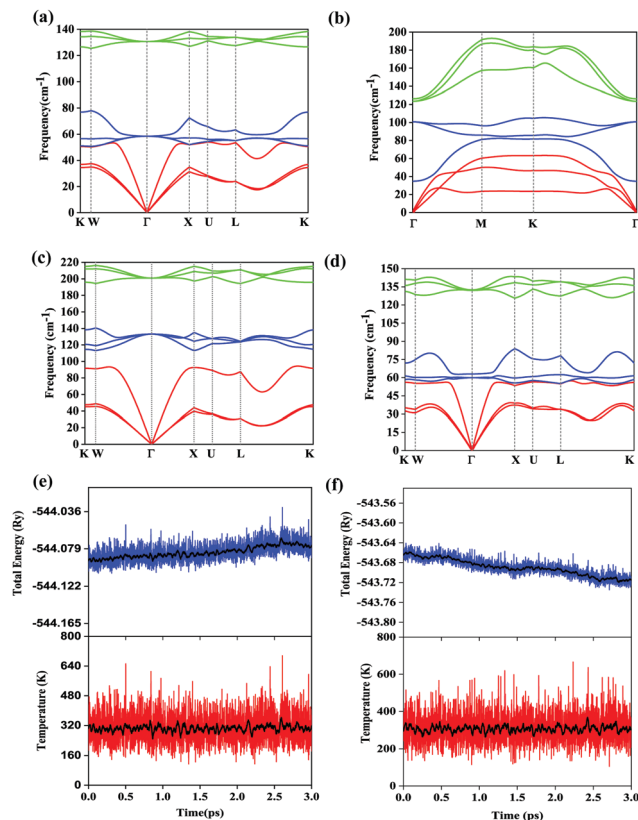 (a)
Frequency(cm⁻¹)
140
120
100
80
60
40
20
0
K W Γ X U L K
(b)
Frequency(cm⁻¹)
200
180
160
140
120
100
80
60
40
20
0
Γ M K Γ
(c)
Frequency (cm⁻¹)
220
200
180
160
140
120
100
80
60
40
20
0
K W Γ X U L K
(d)
Frequency (cm⁻¹)
150
135
120
105
90
75
60
45
30
15
0
K W Γ X U L K
(e)
Total Energy (Ry)
-544.036
-544.079
-544.122
-544.165
Temperature (K)
800
640
480
320
160
0.0 0.5 1.0 1.5 2.0 2.5 3.0
Time(ps)
(f)
Total Energy (Ry)
-543.56
-543.60
-543.64
-543.68
-543.72
-543.76
-543.80
Temperature (K)
800
600
400
200
0
0.0 0.5 1.0 1.5 2.0 2.5 3.0
Time (ps)